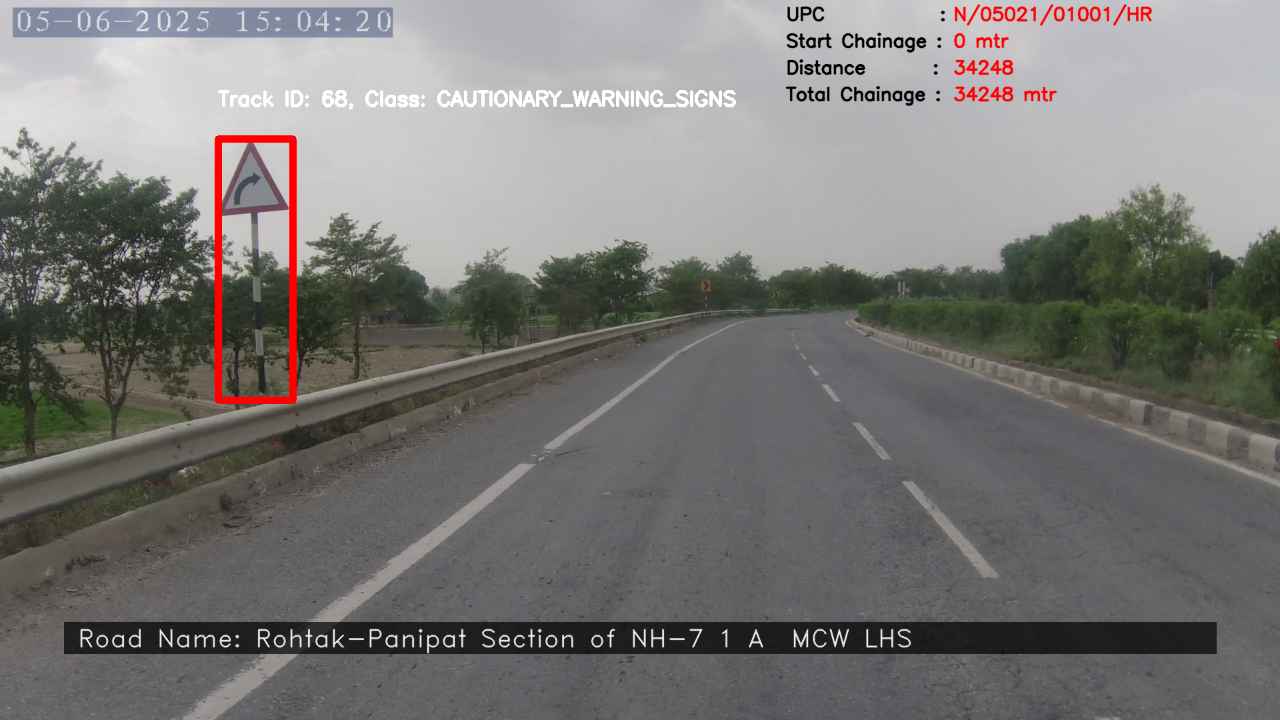 05-06-2025 15:04:20
UPC : N/05021/01001/HR
Start Chainage : 0 mtr
Distance : 34248
Total Chainage : 34248 mtr
Track ID: 68, Class: CAUTIONARY_WARNING_SIGNS
Road Name: Rohtak-Panipat Section of NH-7 1 A MCW LHS